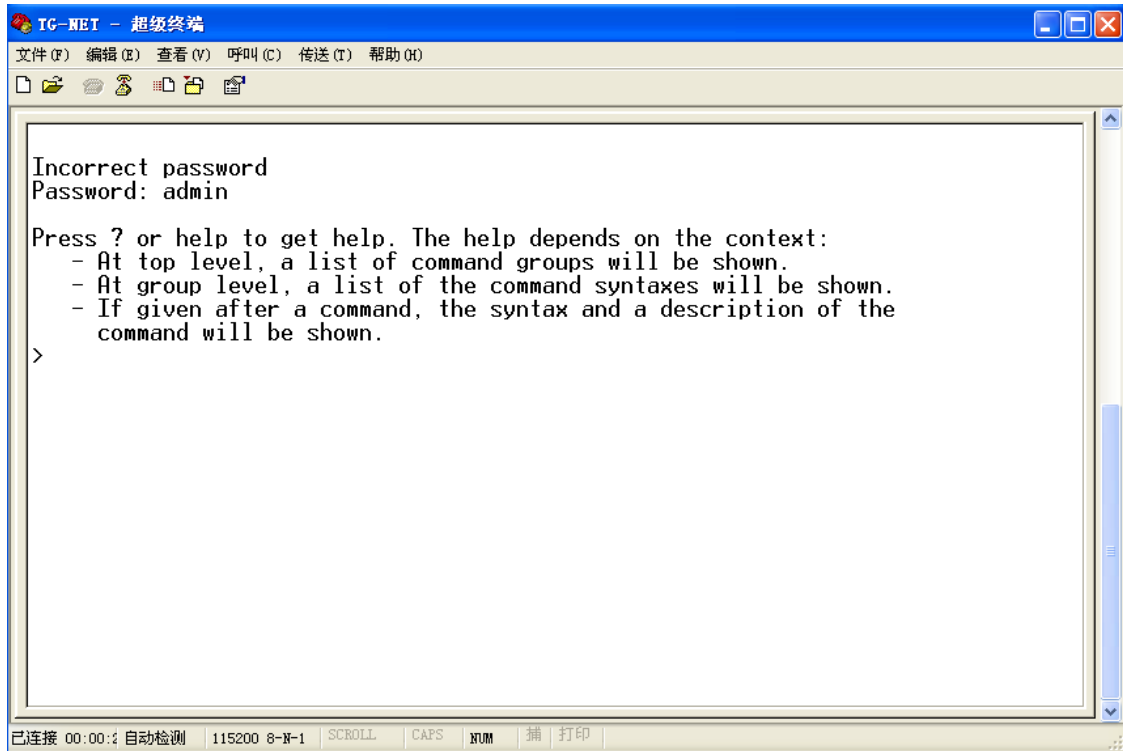 TG-NET - 超级终端
文件(F) 编辑(E) 查看(V) 呼叫(C) 传送(T) 帮助(H)
Incorrect password
Password: admin
Press ? or help to get help. The help depends on the context:
- At top level, a list of command groups will be shown.
- At group level, a list of the command syntaxes will be shown.
- If given after a command, the syntax and a description of the
command will be shown.
>
已连接 00:00:2 自动检测 115200 8-N-1 SCROLL CAPS NUM 捕 打印